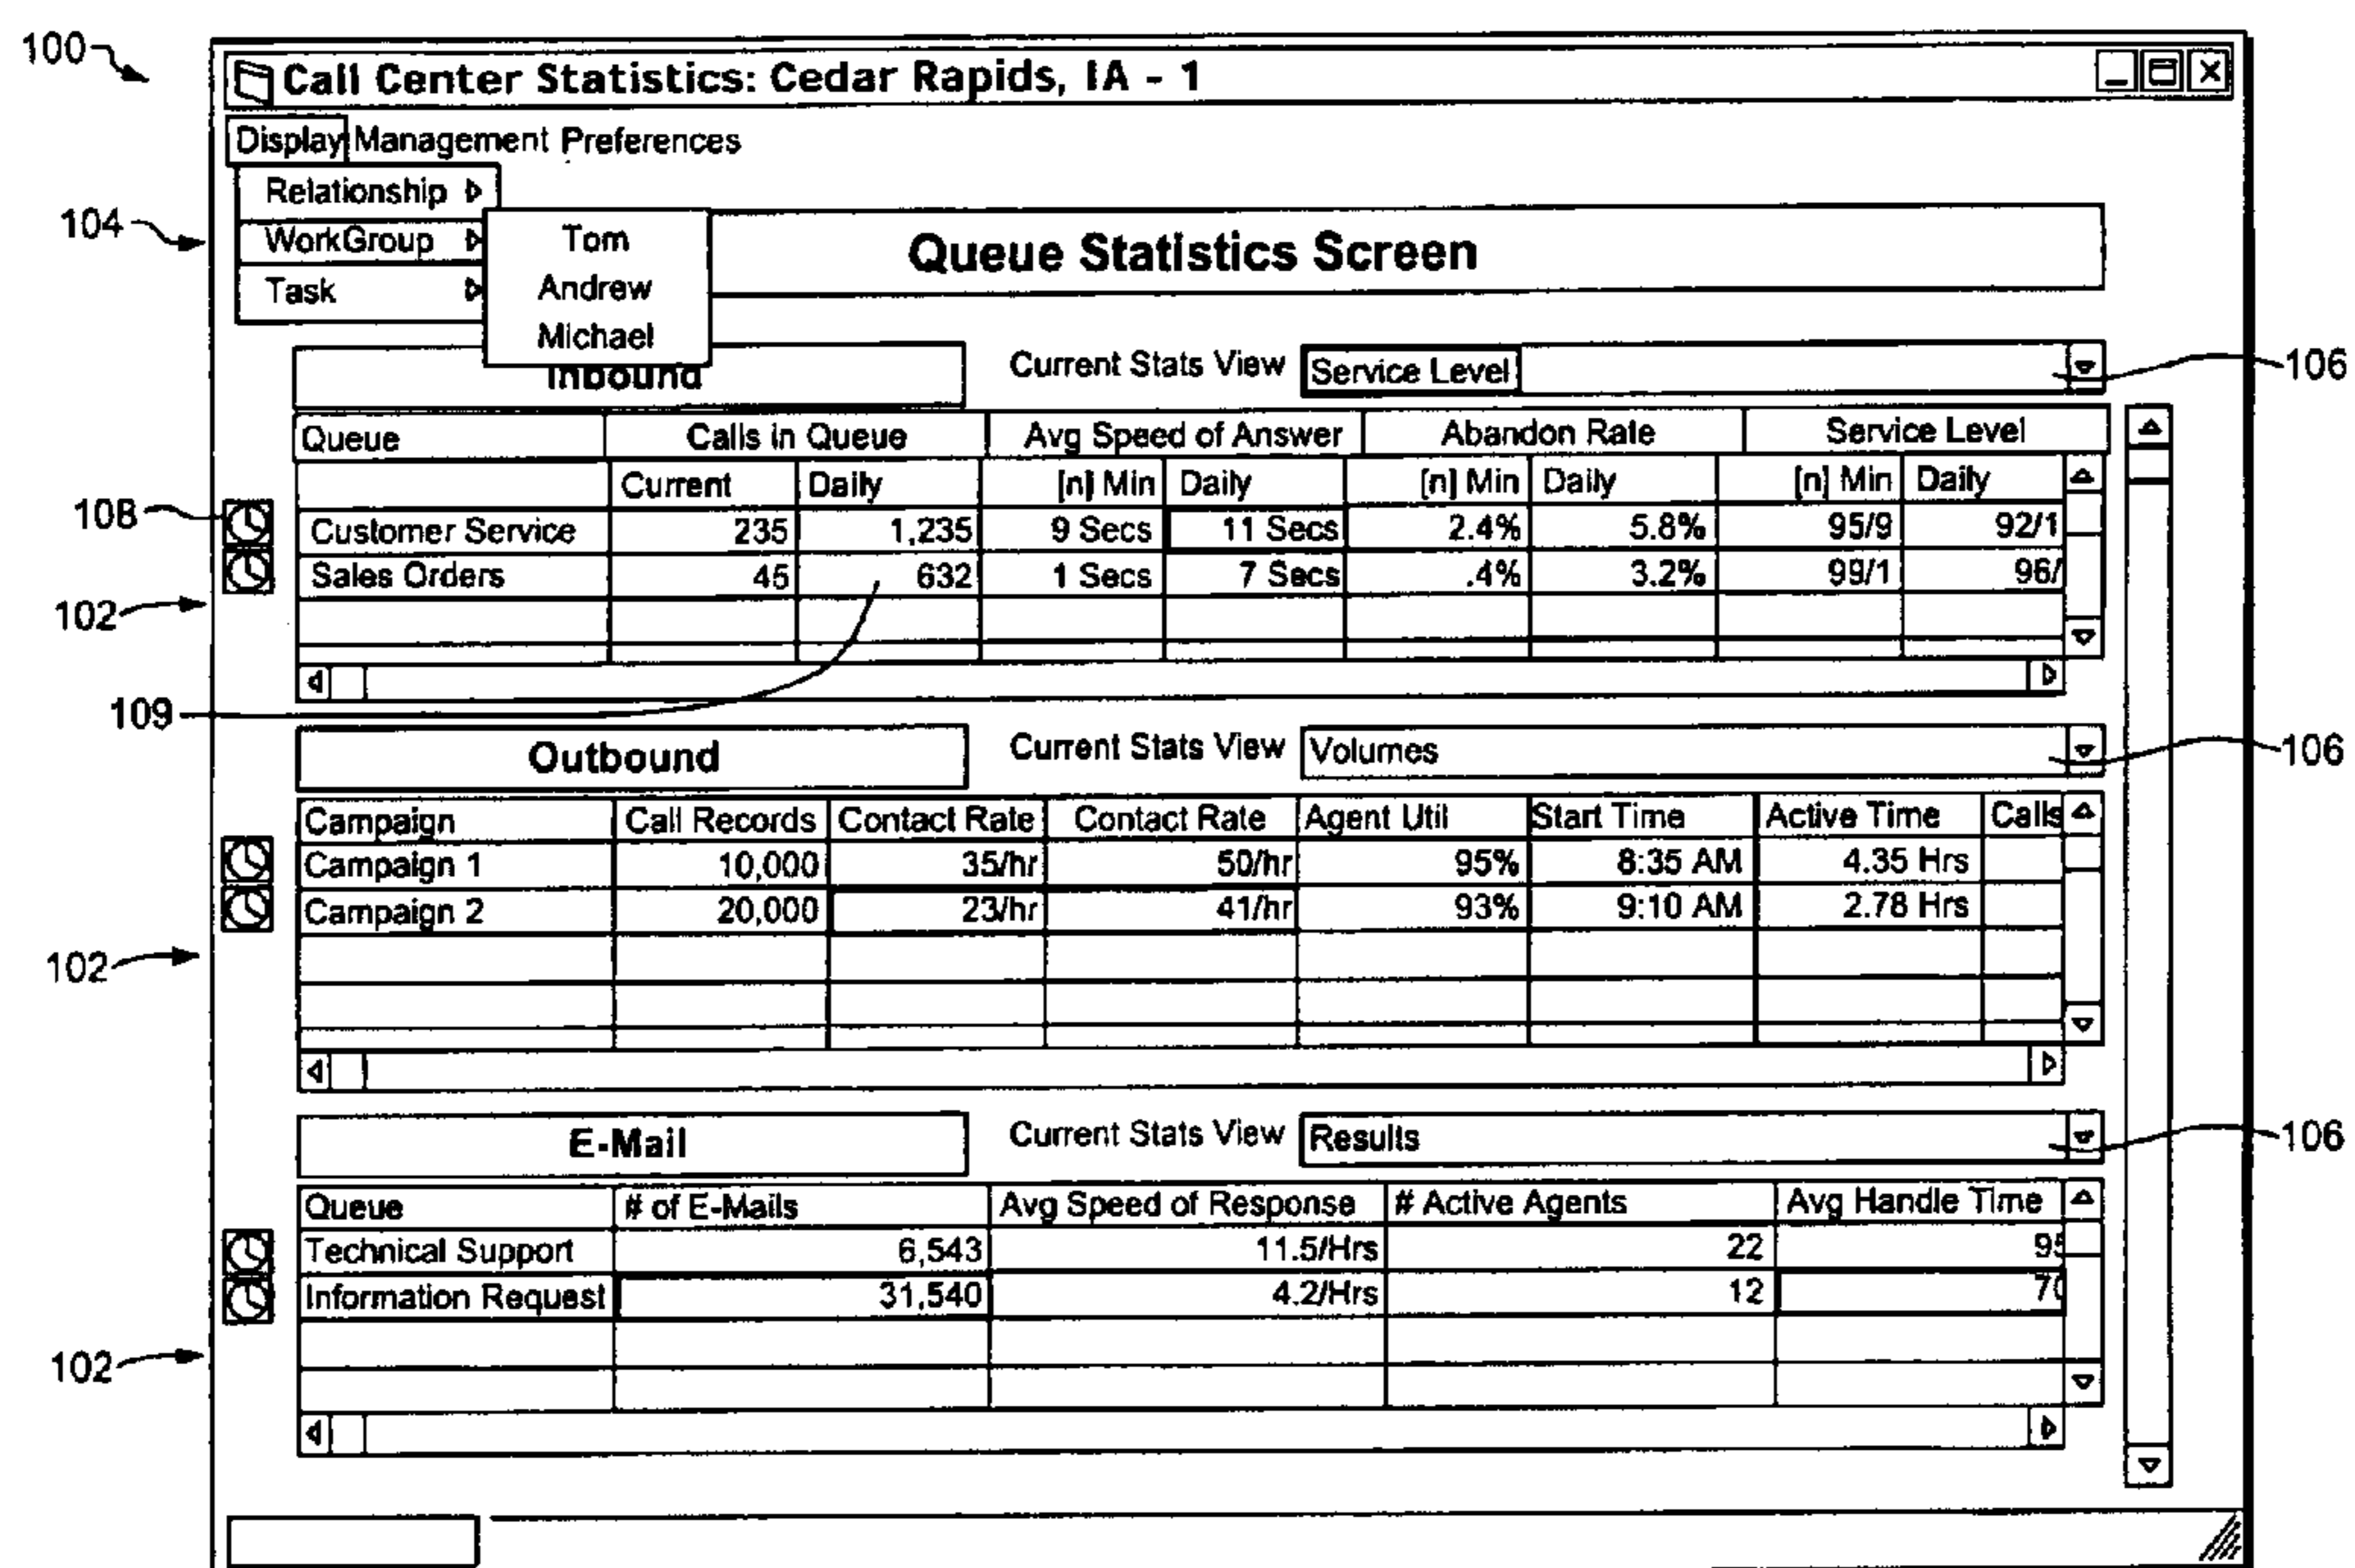 100
Call Center Statistics: Cedar Rapids, IA - 1
Display Management Preferences
Relationship
104
WorkGroup
Tom
Queue Statistics Screen
Task
Andrew
Michael
Inbound
Current Stats View
Service Level
106
Queue Calls in Queue Avg Speed of Answer Abandon Rate Service Level
Current Daily [n] Min Daily [n] Min Daily [n] Min Daily
108
Customer Service 235 1,235 9 Secs 11 Secs 2.4% 5.8% 95/9 92/1
Sales Orders 45 632 1 Secs 7 Secs .4% 3.2% 99/1 96/
102
109
Outbound
Current Stats View
Volumes
106
Campaign Call Records Contact Rate Contact Rate Agent Util Start Time Active Time Calls
Campaign 1 10,000 35/hr 50/hr 95% 8:35 AM 4.35 Hrs
Campaign 2 20,000 23/hr 41/hr 93% 9:10 AM 2.78 Hrs
102
E-Mail
Current Stats View
Results
106
Queue # of E-Mails Avg Speed of Response # Active Agents Avg Handle Time
Technical Support 6,543 11.5/Hrs 22
Information Request 31,540 4.2/Hrs 12
102